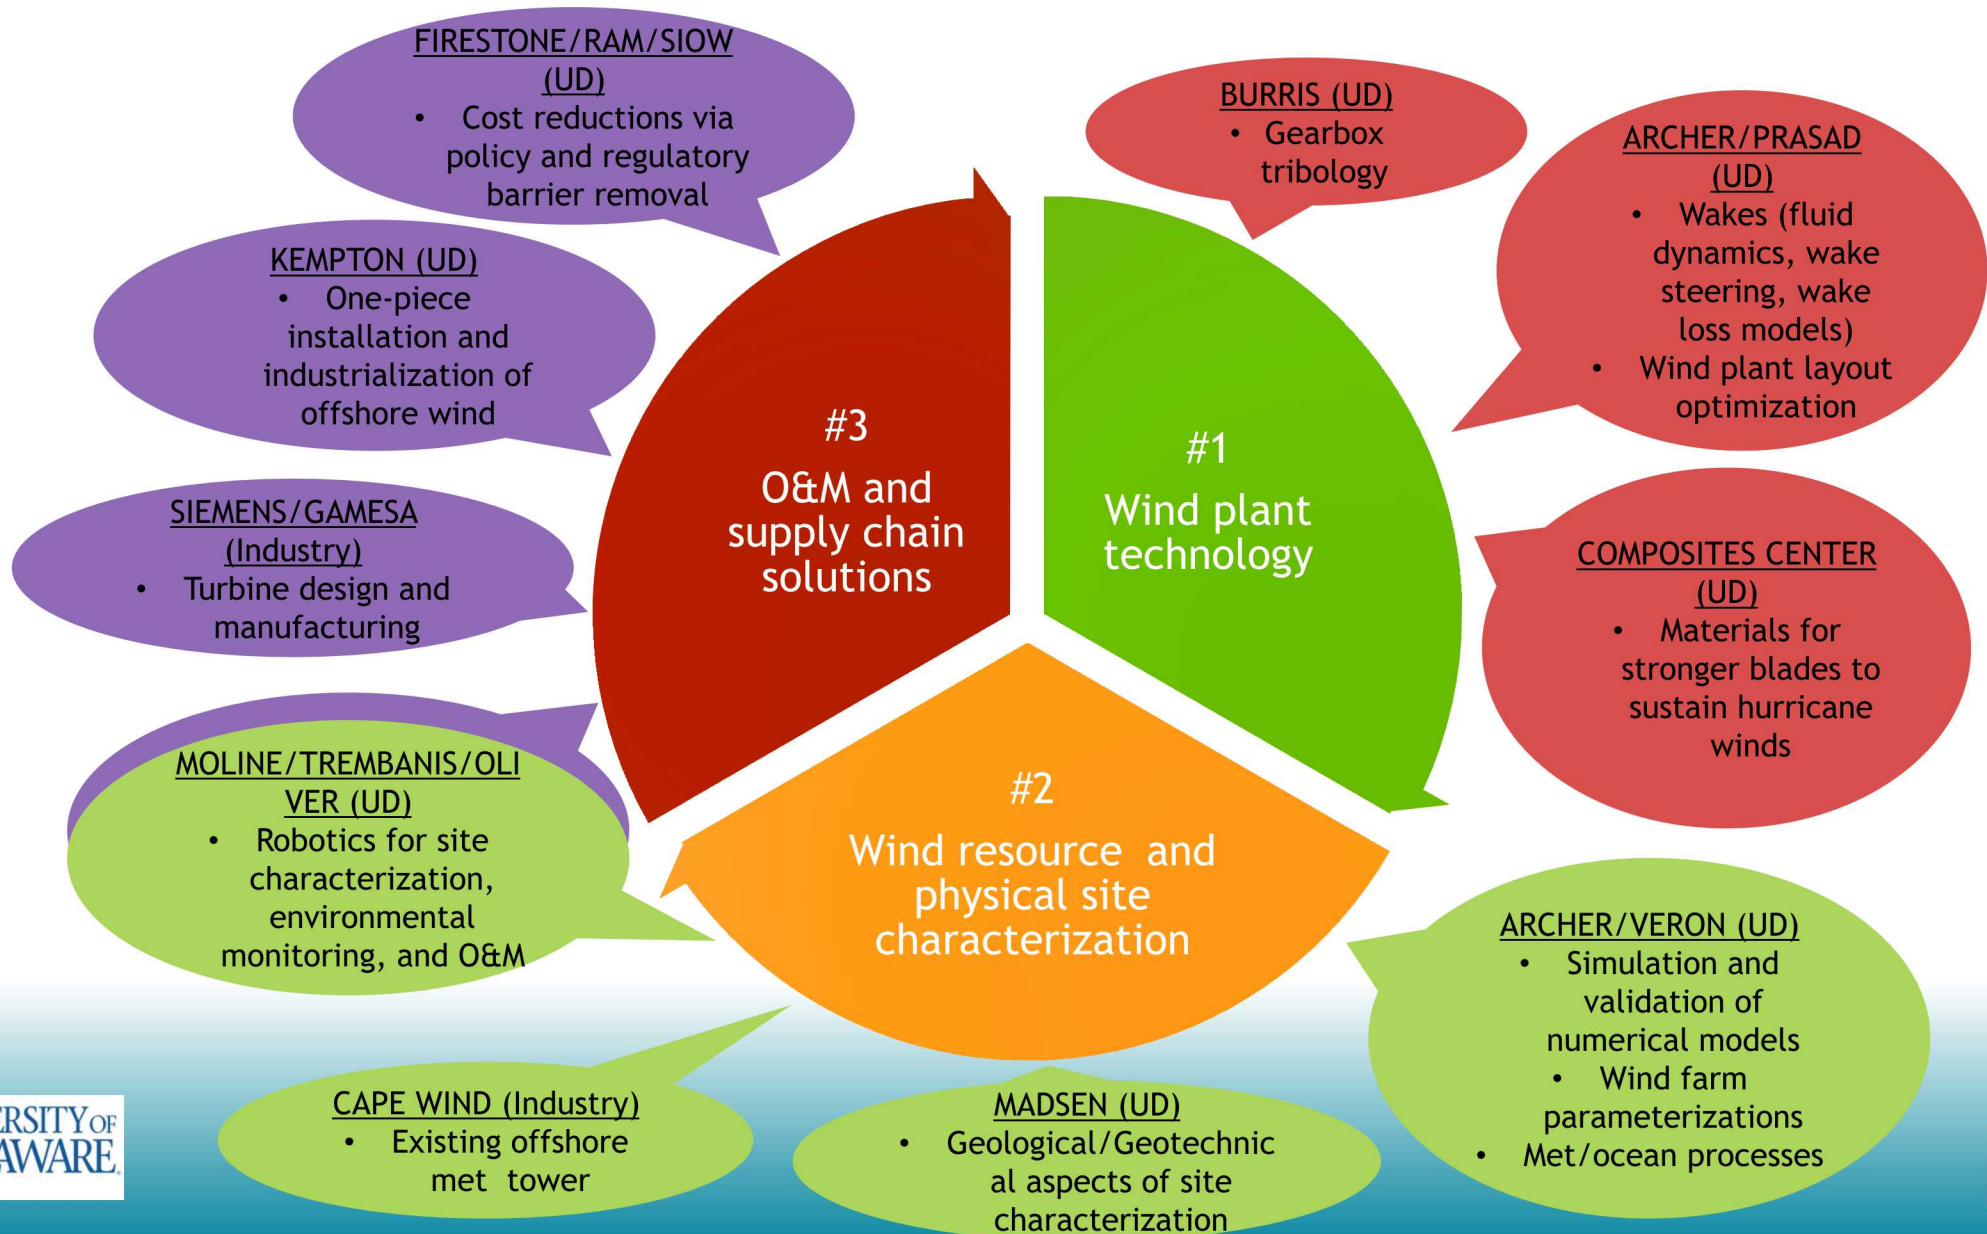 FIRESTONE/RAM/SIOW
(UD)
• Cost reductions via
policy and regulatory
barrier removal
KEMPTON (UD)
• One-piece
installation and
industrialization of
offshore wind
SIEMENS/GAMESA
(Industry)
• Turbine design and
manufacturing
MOLINE/TREMBANIS/OLI
VER (UD)
• Robotics for site
characterization,
environmental
monitoring, and O&M
CAPE WIND (Industry)
• Existing offshore
met tower
MADSEN (UD)
• Geological/Geotechnic
al aspects of site
characterization
ARCHER/VERON (UD)
• Simulation and
validation of
numerical models
• Wind farm
parameterizations
• Met/ocean processes
COMPOSITES CENTER
(UD)
• Materials for
stronger blades to
sustain hurricane
winds
ARCHER/PRASAD
(UD)
• Wakes (fluid
dynamics, wake
steering, wake
loss models)
• Wind plant layout
optimization
BURRIS (UD)
• Gearbox
tribology
#1
Wind plant
technology
#2
Wind resource and
physical site
characterization
#3
O&M and
supply chain
solutions
ERSITY OF
AWARE